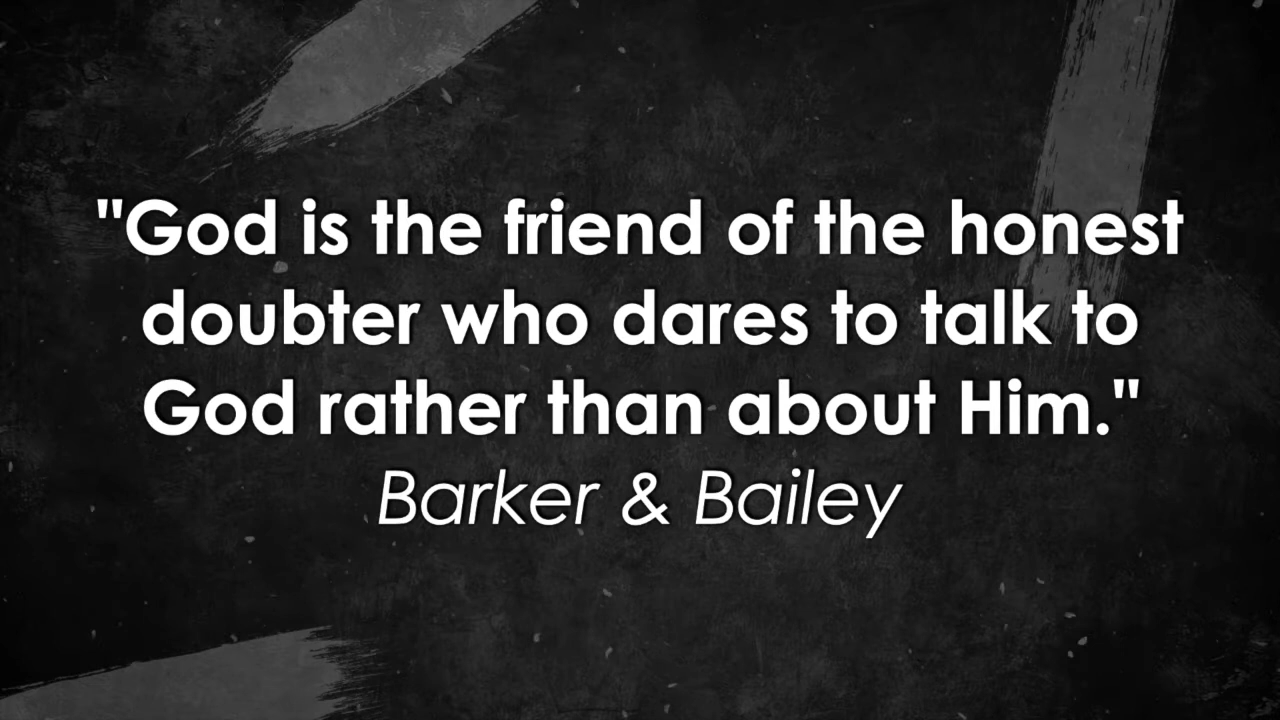 "God is the friend of the honest
doubter who dares to talk to
God rather than about Him."
Barker & Bailey